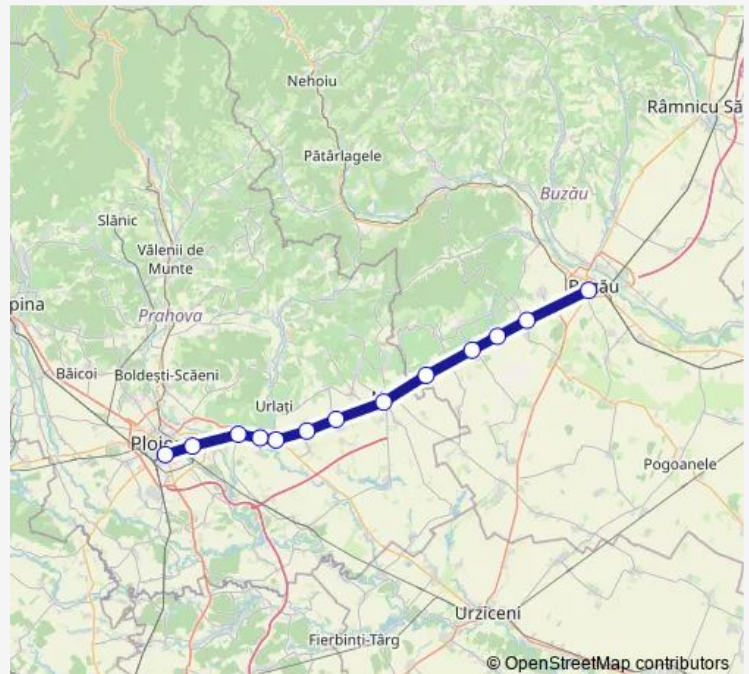 Nehoiu
Râmnicu Să
Pătârlagele
Buzău
Slănic
Vălenii de
Munte
Prahova
pina
Băicoi
Boldești-Scăeni
Urlați
Pogoanele
Urziceni
Fierbinți-Târg
© OpenStreetMap contributors